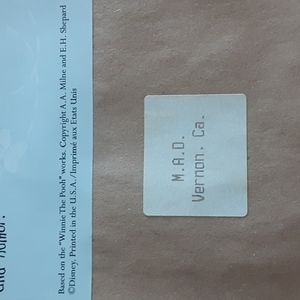 Based on the "Winnie The Pooh" works. Copyright A.A. Milne and E.H. Shepard
©Disney. Printed in the U.S.A. /Imprimé aux Etats Unis
M.A.D.
Vernon, Ca.